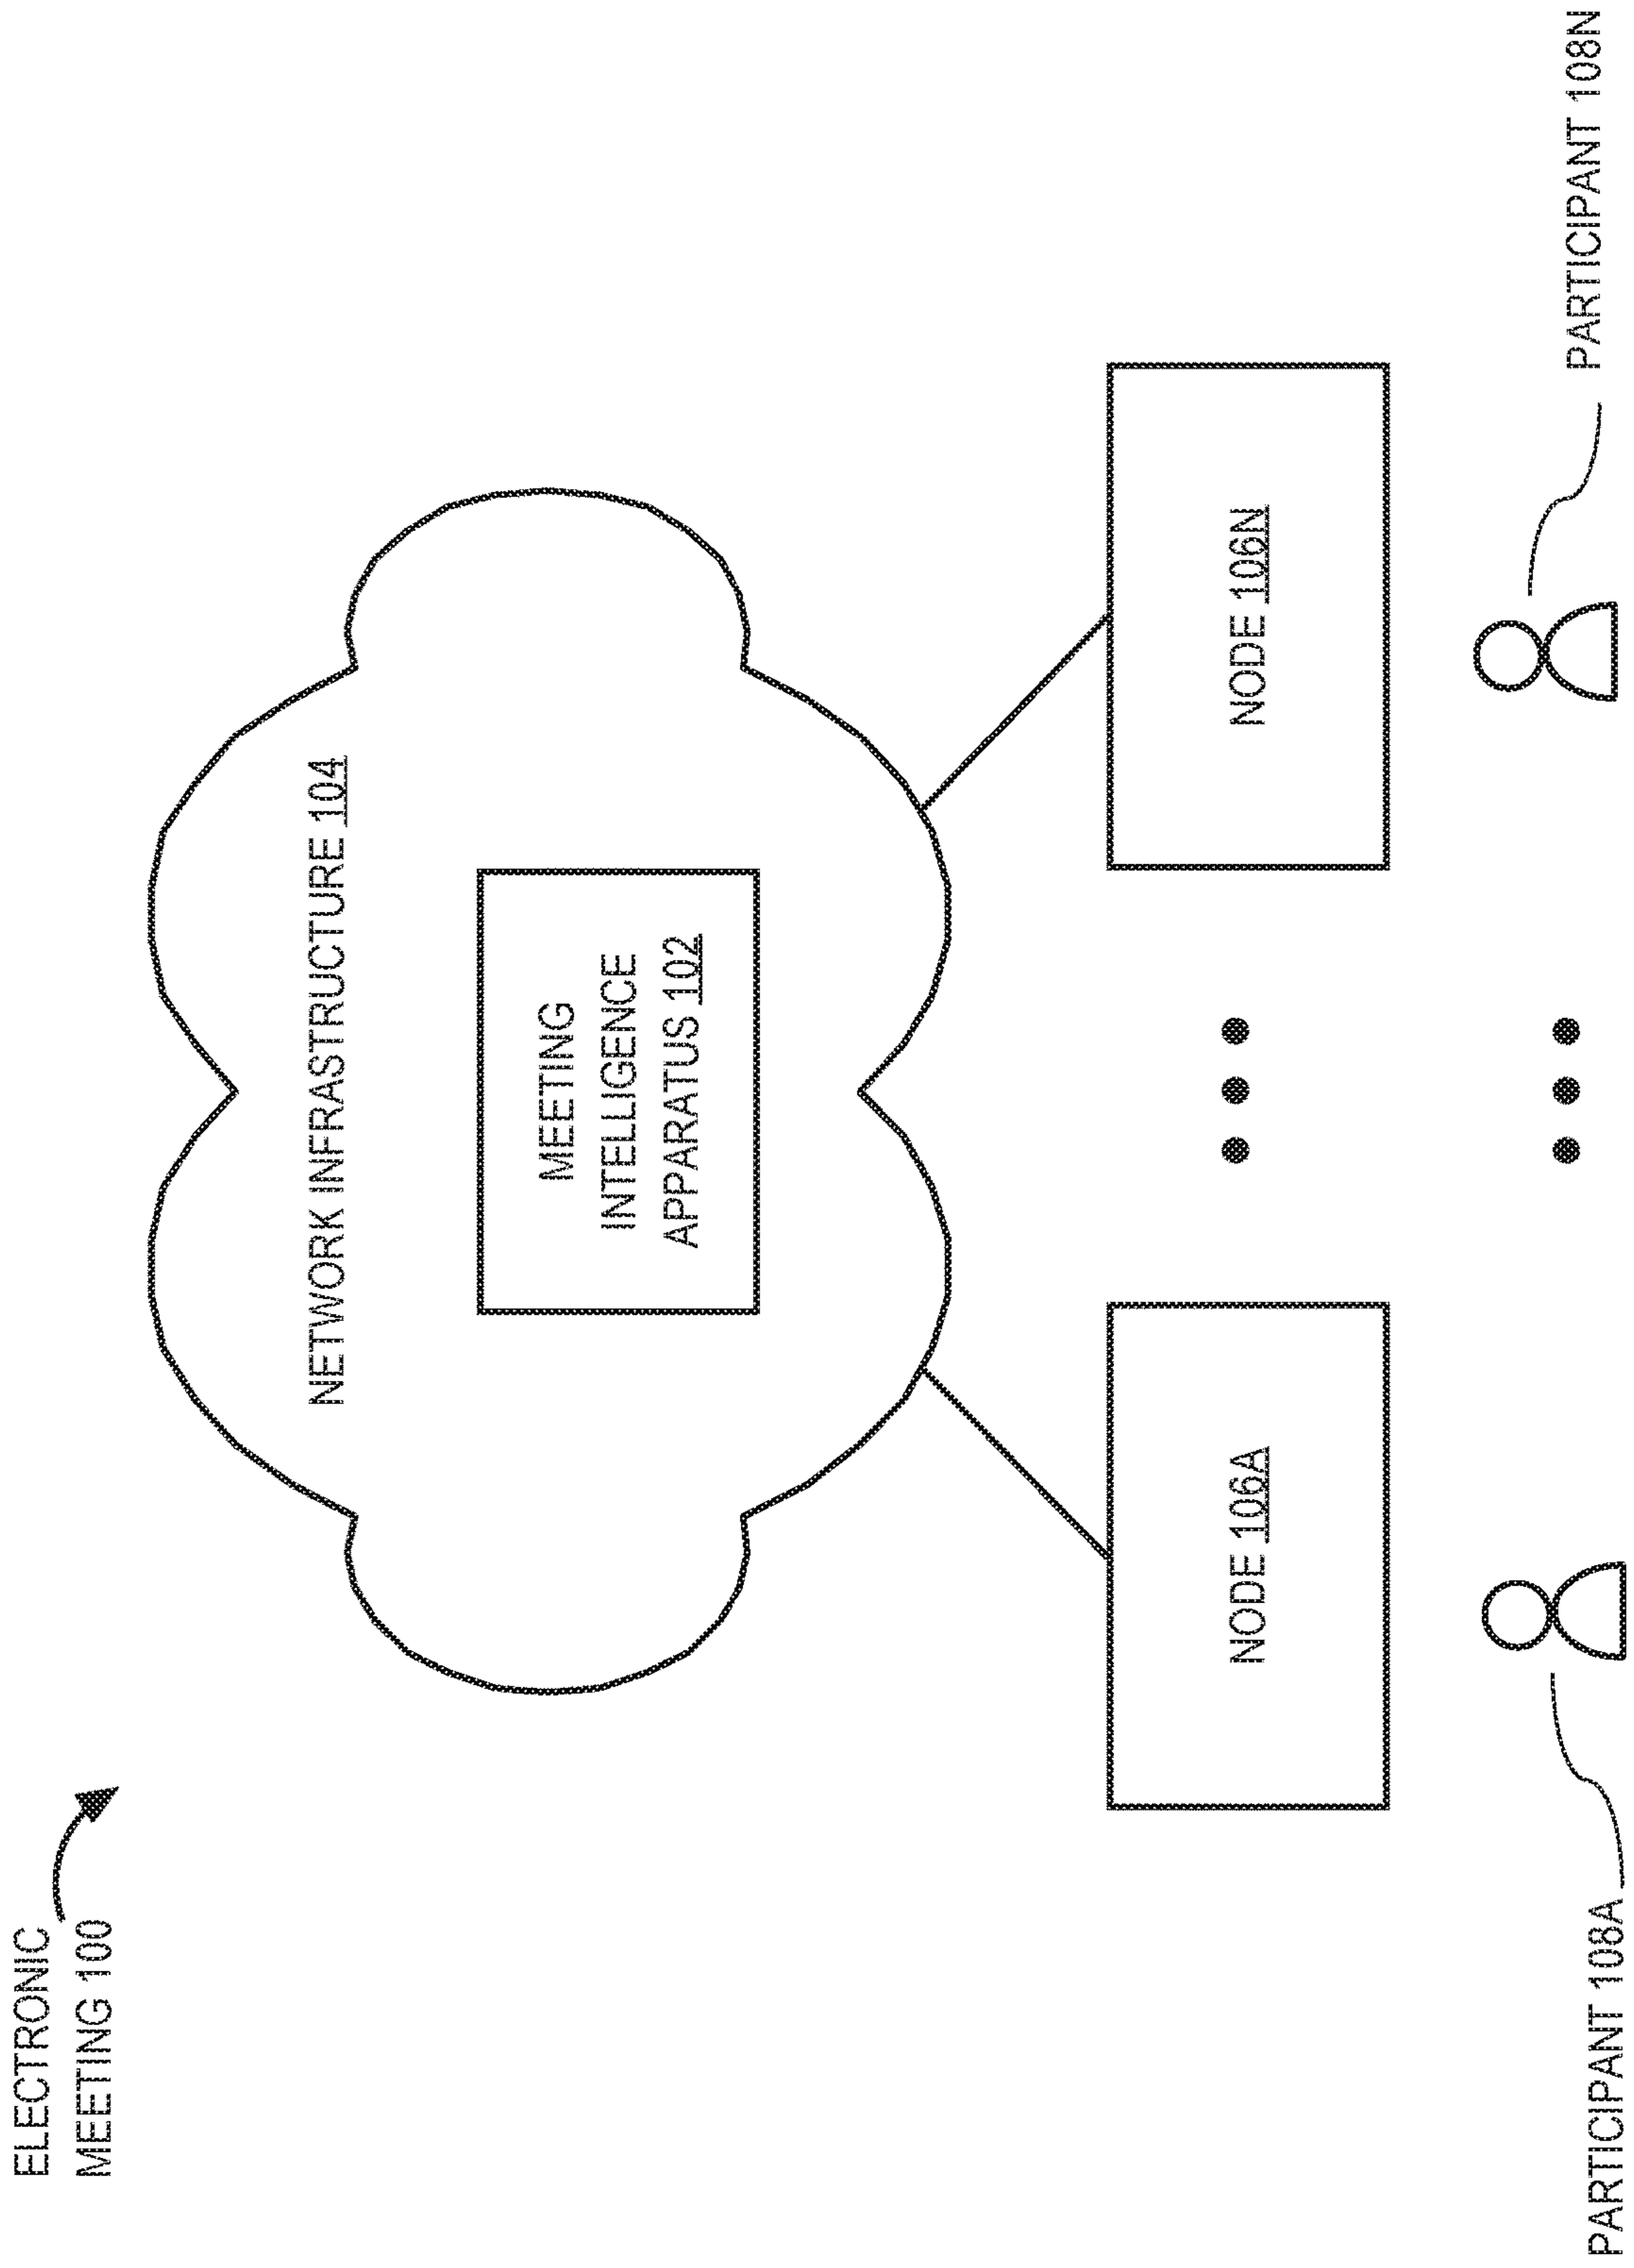 ELECTRONIC
MEETING 100
NETWORK INFRASTRUCTURE 104
MEETING
INTELLIGENCE
APPARATUS 102
NODE 106A
NODE 106N
PARTICIPANT 108A
PARTICIPANT 108N